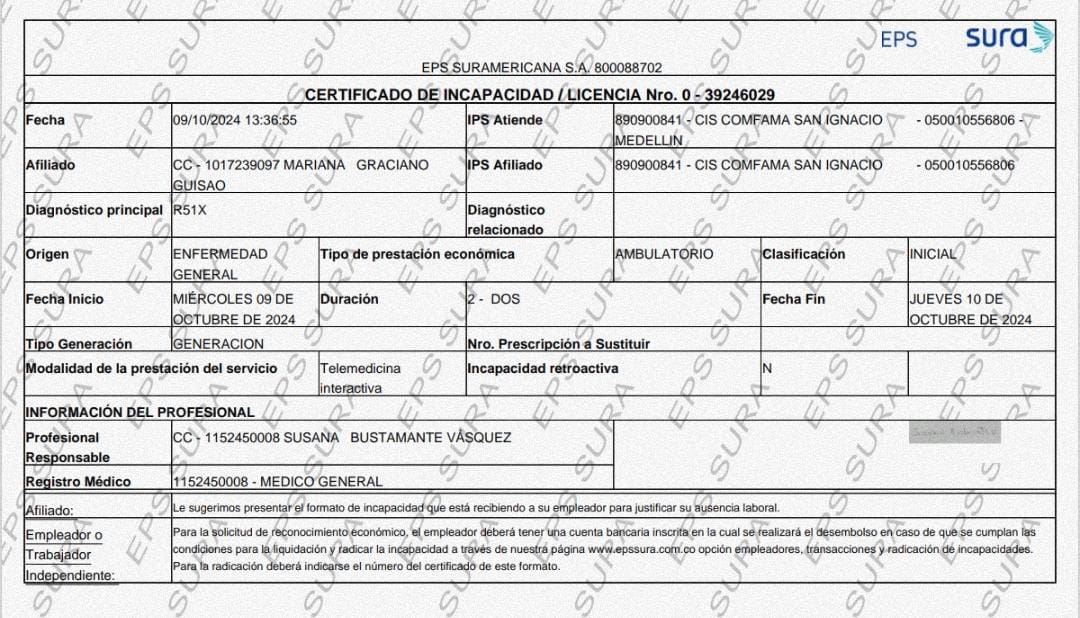 EPS sura
EPS SURAMERICANA S.A. 800088702
CERTIFICADO DE INCAPACIDAD / LICENCIA Nro. 0 - 39246029
Fecha 09/10/2024 13:36:55 IPS Atiende 890900841 - CIS COMFAMA SAN IGNACIO - 050010556806 -
MEDELLIN
Afiliado CC - 1017239097 MARIANA GRACIANO IPS Afiliado 890900841 - CIS COMFAMA SAN IGNACIO - 050010556806
GUISAO
Diagnóstico principal R51X Diagnóstico
relacionado
Origen ENFERMEDAD Tipo de prestación económica AMBULATORIO Clasificación INICIAL
GENERAL
Fecha Inicio MIÉRCOLES 09 DE Duración 2 - DOS Fecha Fin JUEVES 10 DE
OCTUBRE DE 2024 OCTUBRE DE 2024
Tipo Generación GENERACION Nro. Prescripción a Sustituir
Modalidad de la prestación del servicio Telemedicina Incapacidad retroactiva N
interactiva
INFORMACIÓN DEL PROFESIONAL
Profesional CC - 1152450008 SUSANA BUSTAMANTE VÁSQUEZ
Responsable
Registro Médico 1152450008 - MEDICO GENERAL
Afiliado: Le sugerimos presentar el formato de incapacidad que está recibiendo a su empleador para justificar su ausencia laboral.
Empleador o Para la solicitud de reconocimiento económico, el empleador deberá tener una cuenta bancaria inscrita en la cual se realizará el desembolso en caso de que se cumplan las
Trabajador condiciones para la liquidación y radicar la incapacidad a través de nuestra página www.epssura.com.co opción empleadores, transacciones y radicación de incapacidades.
Independiente: Para la radicación deberá indicarse el número del certificado de este formato.